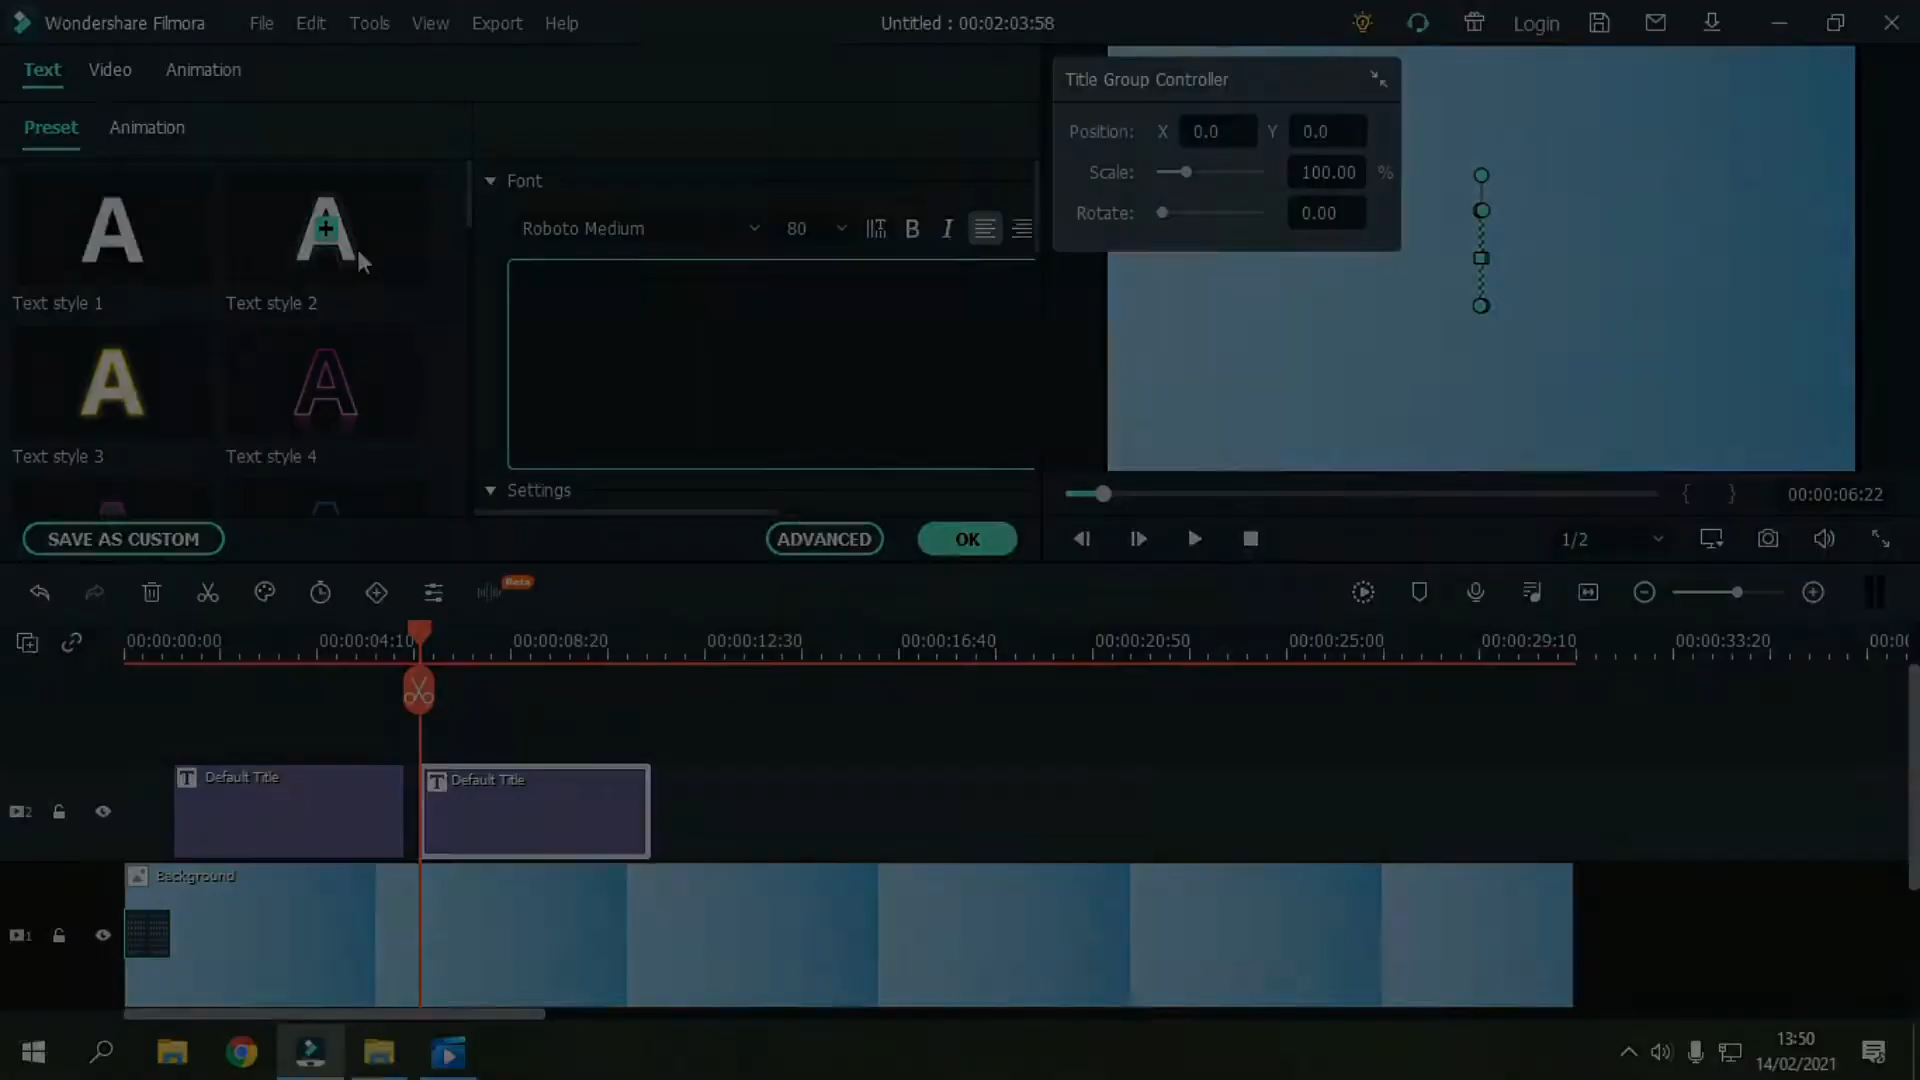 Wondershare Filmora File Edit Tools View Export Help Untitled : 00:02:03:58 Login
Text Video Animation
Preset Animation
Font
Roboto Medium 80 B I
A A
Text style 1 Text style 2
A A
Text style 3 Text style 4
Settings
SAVE AS CUSTOM ADVANCED OK
Title Group Controller
Position: X 0.0 Y 0.0
Scale: 100.00 %
Rotate: 0.00
{ } 00:00:06:22
1/2
Beta
00:00:00:00 00:00:04:10 00:00:08:20 00:00:12:30 00:00:16:40 00:00:20:50 00:00:25:00 00:00:29:10 00:00:33:20
T Default Title T Default Title
2
Background
1
13:50
14/02/2021